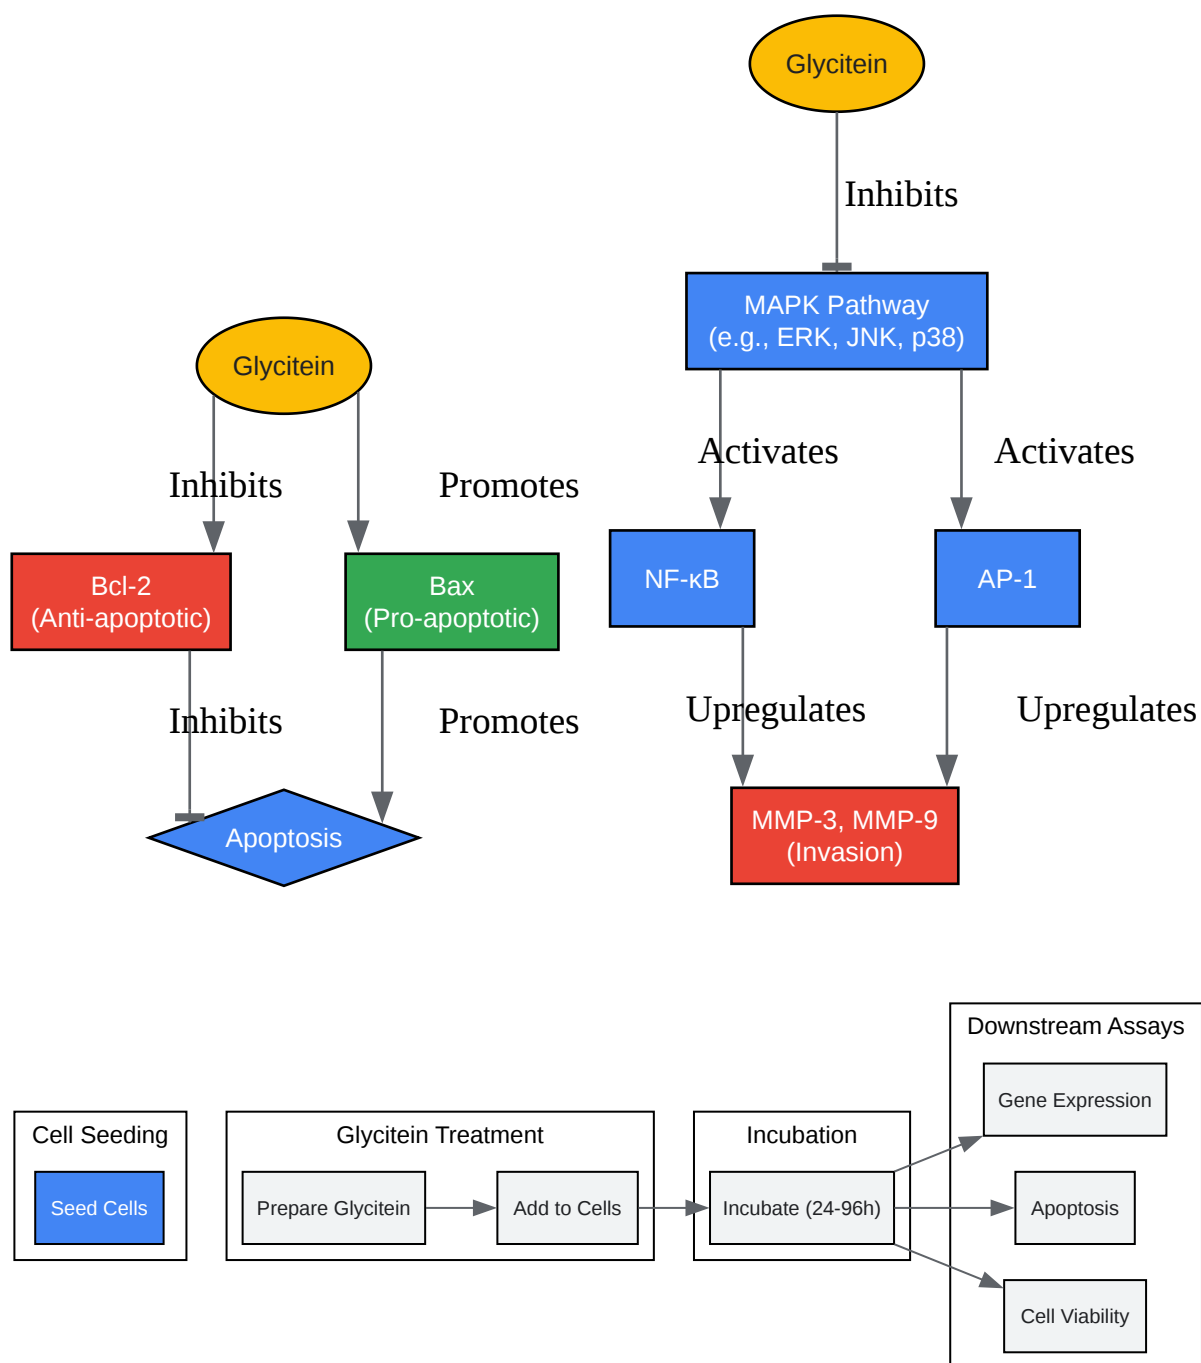 Glycitein
Inhibits
MAPK Pathway
(e.g., ERK, JNK, p38)
Activates
Activates
NF-κB
AP-1
Upregulates
Upregulates
MMP-3, MMP-9
(Invasion)
Glycitein
Inhibits
Promotes
Bcl-2
(Anti-apoptotic)
Bax
(Pro-apoptotic)
Inhibits
Promotes
Apoptosis
Cell Seeding
Seed Cells
Glycitein Treatment
Prepare Glycitein
Add to Cells
Incubation
Incubate (24-96h)
Downstream Assays
Gene Expression
Apoptosis
Cell Viability